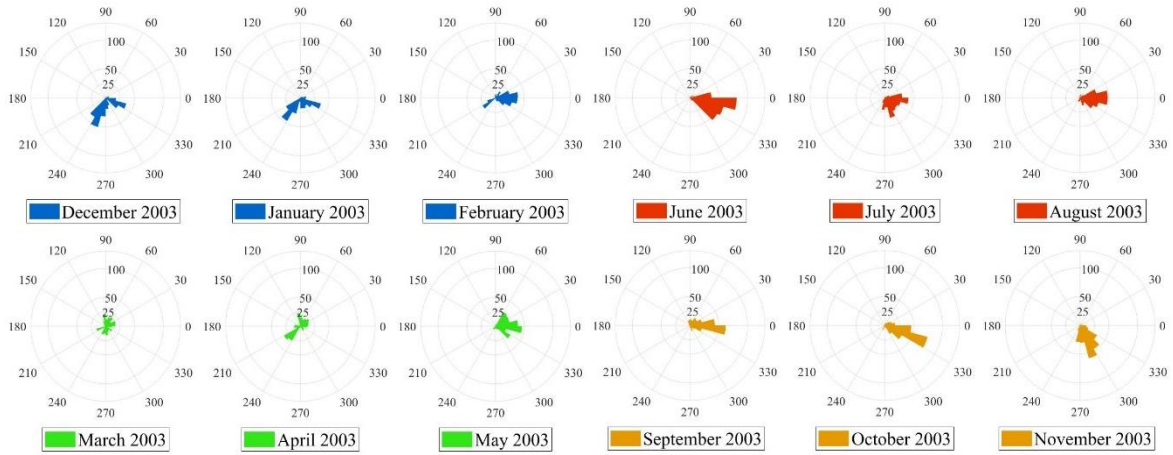 90 90 90 90 90 90
120 60 120 60 120 60 120 60 120 60 120 60
100 100 100 100 100 100
150 30 150 30 150 30 150 30 150 30 150 30
50 50 50 50 50 50
25 25 25 25 25 25
180 0 180 0 180 0 180 0 180 0 180 0
210 330 210 330 210 330 210 330 210 330 210 330
240 300 240 300 240 300 240 300 240 300 240 300
270 270 270 270 270 270
December 2003 January 2003 February 2003 June 2003 July 2003 August 2003
90 90 90 90 90 90
120 60 120 60 120 60 120 60 120 60 120 60
100 100 100 100 100 100
150 30 150 30 150 30 150 30 150 30 150 30
50 50 50 50 50 50
25 25 25 25 25 25
180 0 180 0 180 0 180 0 180 0 180 0
210 330 210 330 210 330 210 330 210 330 210 330
240 300 240 300 240 300 240 300 240 300 240 300
270 270 270 270 270 270
March 2003 April 2003 May 2003 September 2003 October 2003 November 2003